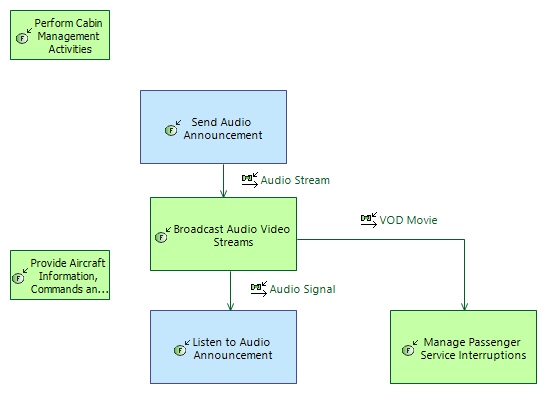 Perform Cabin
Management
Activities
Send Audio
Announcement
Audio Stream
Broadcast Audio Video
Streams
VOD Movie
Provide Aircraft
Information,
Commands an...
Audio Signal
Listen to Audio
Announcement
Manage Passenger
Service Interruptions